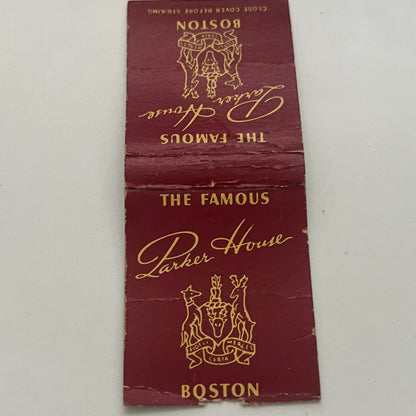 CLOSE COVER BEFORE STRIKING
BOSTON
Parker House
THE FAMOUS
THE FAMOUS
Parker House
BOSTON